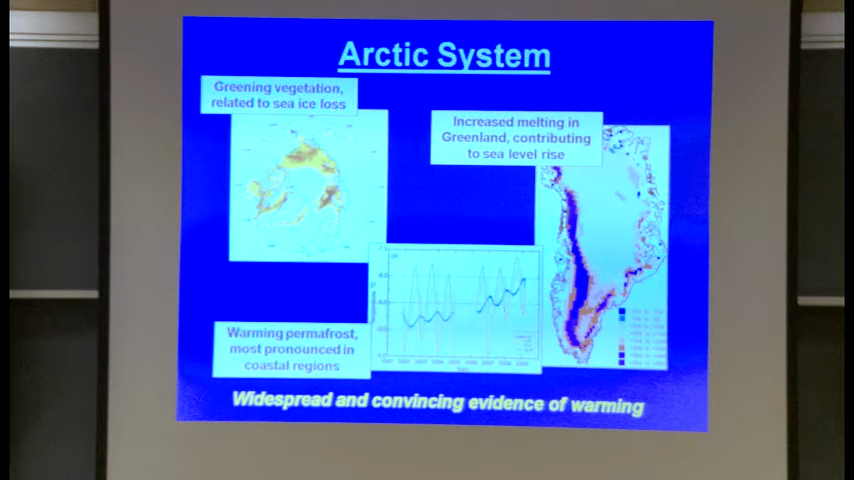 Arctic System
Greening vegetation,
related to sea ice loss
Increased melting in
Greenland, contributing
to sea level rise
Warming permafrost,
most pronounced in
coastal regions
Widespread and convincing evidence of warming